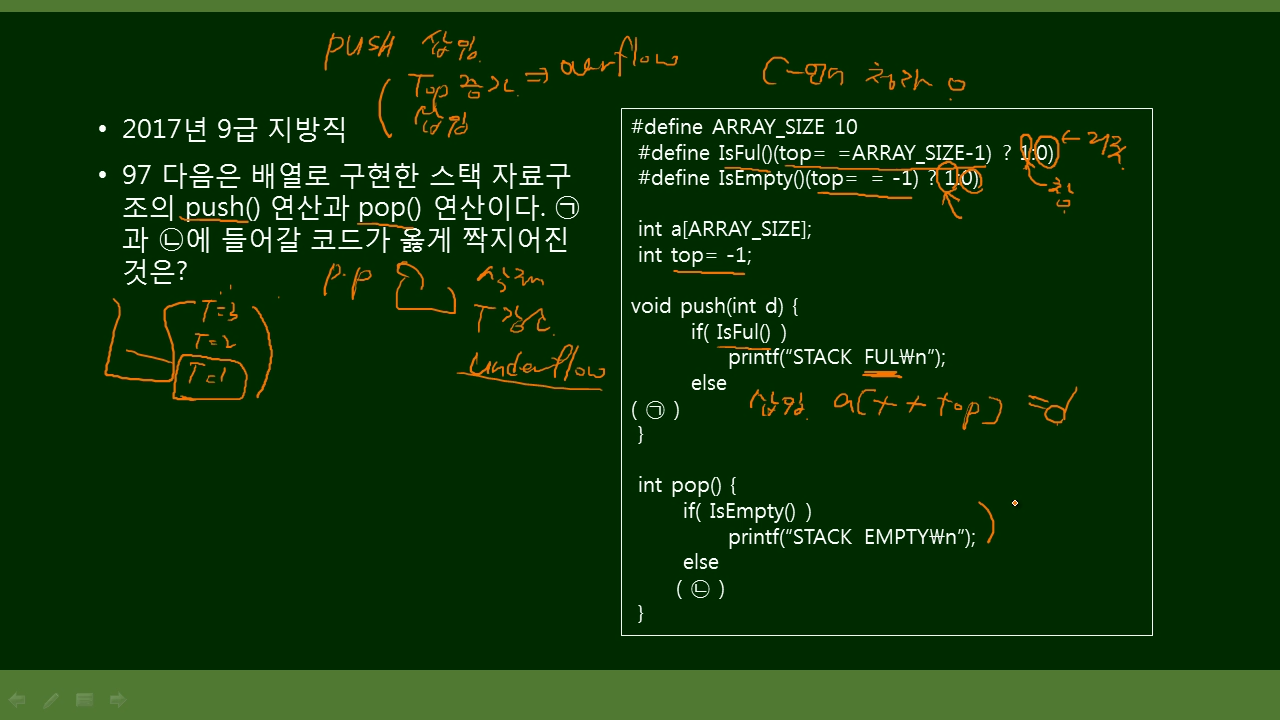 push 삽입
Top 증가 ⇒ overflow
삽입
C-언어
• 2017년 9급 지방직
• 97 다음은 배열로 구현한 스택 자료구
조의 push() 연산과 pop() 연산이다. ㉠
과 ㉡에 들어갈 코드가 옳게 짝지어진
것은?
T=3
T=2
T=1
삭제
T 감소
underflow
#define ARRAY_SIZE 10
#define IsFul()(top= =ARRAY_SIZE-1) ? 1:0) ← 거짓
#define IsEmpty()(top= = -1) ? 1:0)
참
int a[ARRAY_SIZE];
int top= -1;
void push(int d) {
if( IsFul() )
printf(“STACK FUL₩n”);
else
( ㉠ ) 삽입 a[++top] =d
}
int pop() {
if( IsEmpty() )
printf(“STACK EMPTY₩n”);
else
( ㉡ )
}